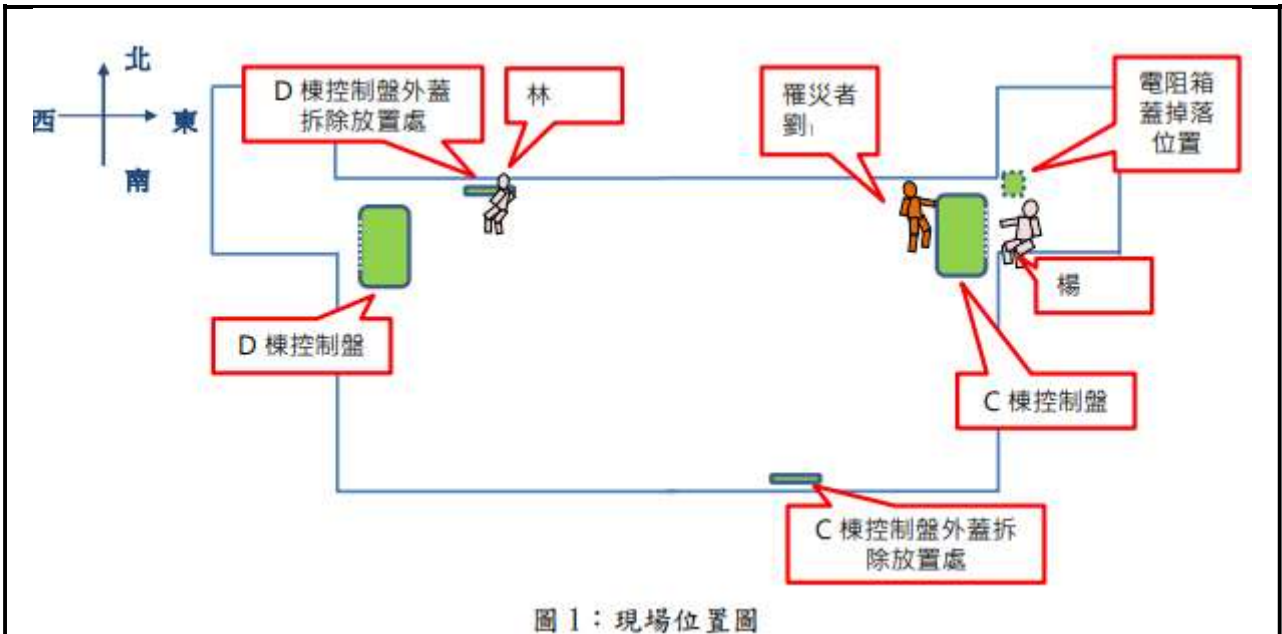 北
西
東
南
D 棟控制盤外蓋
拆除放置處
林
罹災者
劉
電阻箱
蓋掉落
位置
楊
D 棟控制盤
C 棟控制盤
C 棟控制盤外蓋拆
除放置處
圖 1：現場位置圖